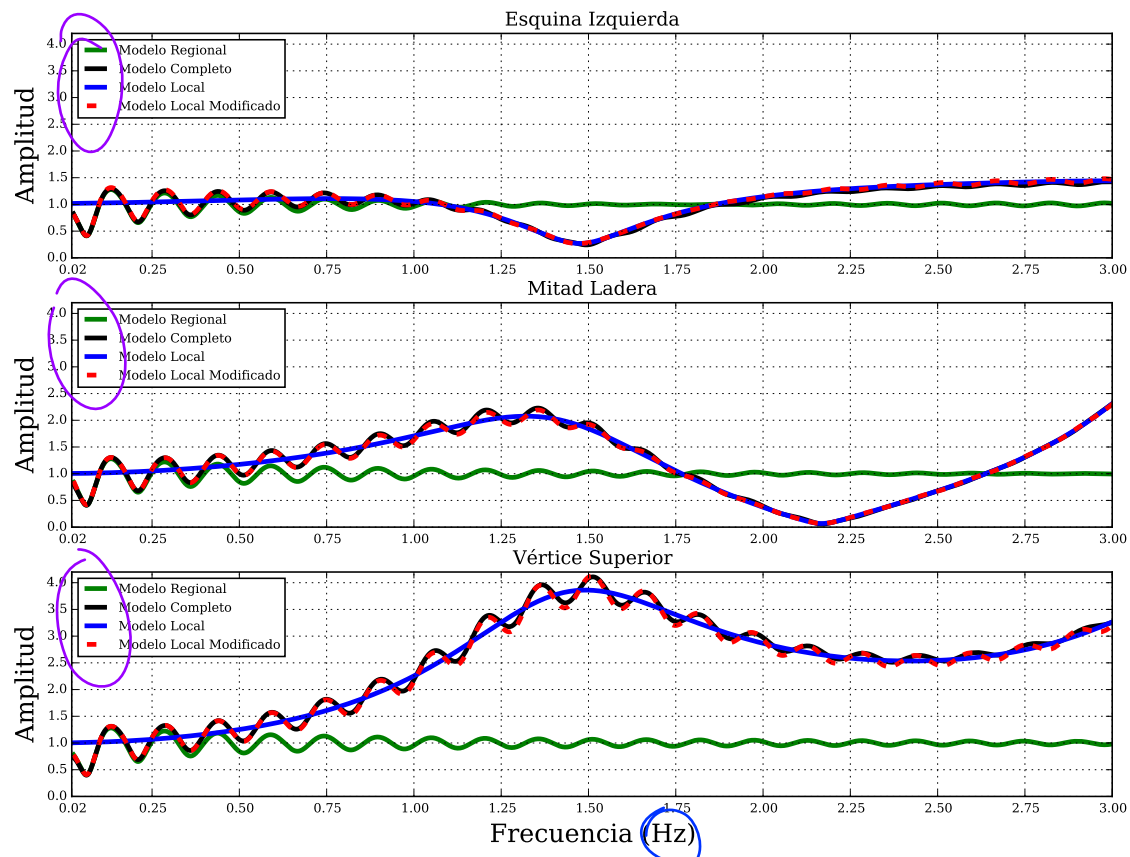 Esquina Izquierda
Amplitud
4.0
3.5
3.0
2.5
2.0
1.5
1.0
0.5
0.0
Modelo Regional
Modelo Completo
Modelo Local
Modelo Local Modificado
0.02 0.25 0.50 0.75 1.00 1.25 1.50 1.75 2.00 2.25 2.50 2.75 3.00
Mitad Ladera
Amplitud
4.0
3.5
3.0
2.5
2.0
1.5
1.0
0.5
0.0
Modelo Regional
Modelo Completo
Modelo Local
Modelo Local Modificado
0.02 0.25 0.50 0.75 1.00 1.25 1.50 1.75 2.00 2.25 2.50 2.75 3.00
Vértice Superior
Amplitud
4.0
3.5
3.0
2.5
2.0
1.5
1.0
0.5
0.0
Modelo Regional
Modelo Completo
Modelo Local
Modelo Local Modificado
0.02 0.25 0.50 0.75 1.00 1.25 1.50 1.75 2.00 2.25 2.50 2.75 3.00
Frecuencia (Hz)